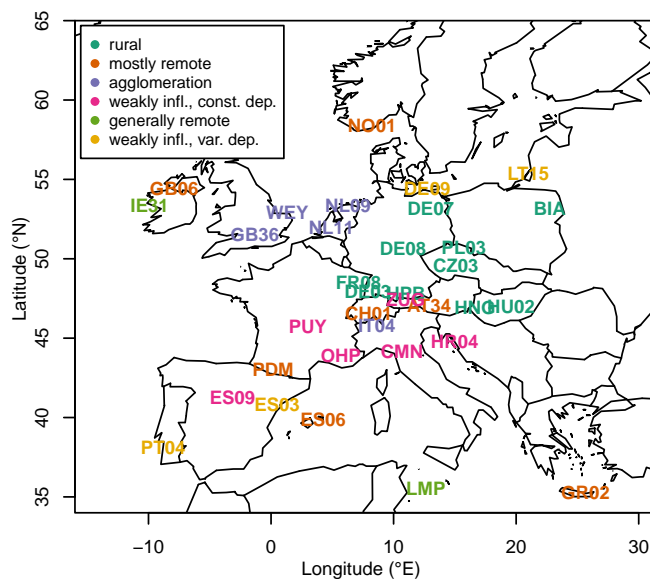 65
60
55
50
45
40
35
Latitude (°N)
rural
mostly remote
agglomeration
weakly infl., const. dep.
generally remote
weakly infl., var. dep.
NO01
LT15
GB06
DE09
IE31
WEY
NL09
DE07
BIA
GB36
NL11
DE08
PL03
CZ03
FR08
DE03
HPB
ZUG
CH01
AT34
HNG
HU02
PUY
IT04
HR04
OHP
CMN
PDM
ES09
ES03
ES06
PT04
LMP
GR02
−10
0
10
20
30
Longitude (°E)